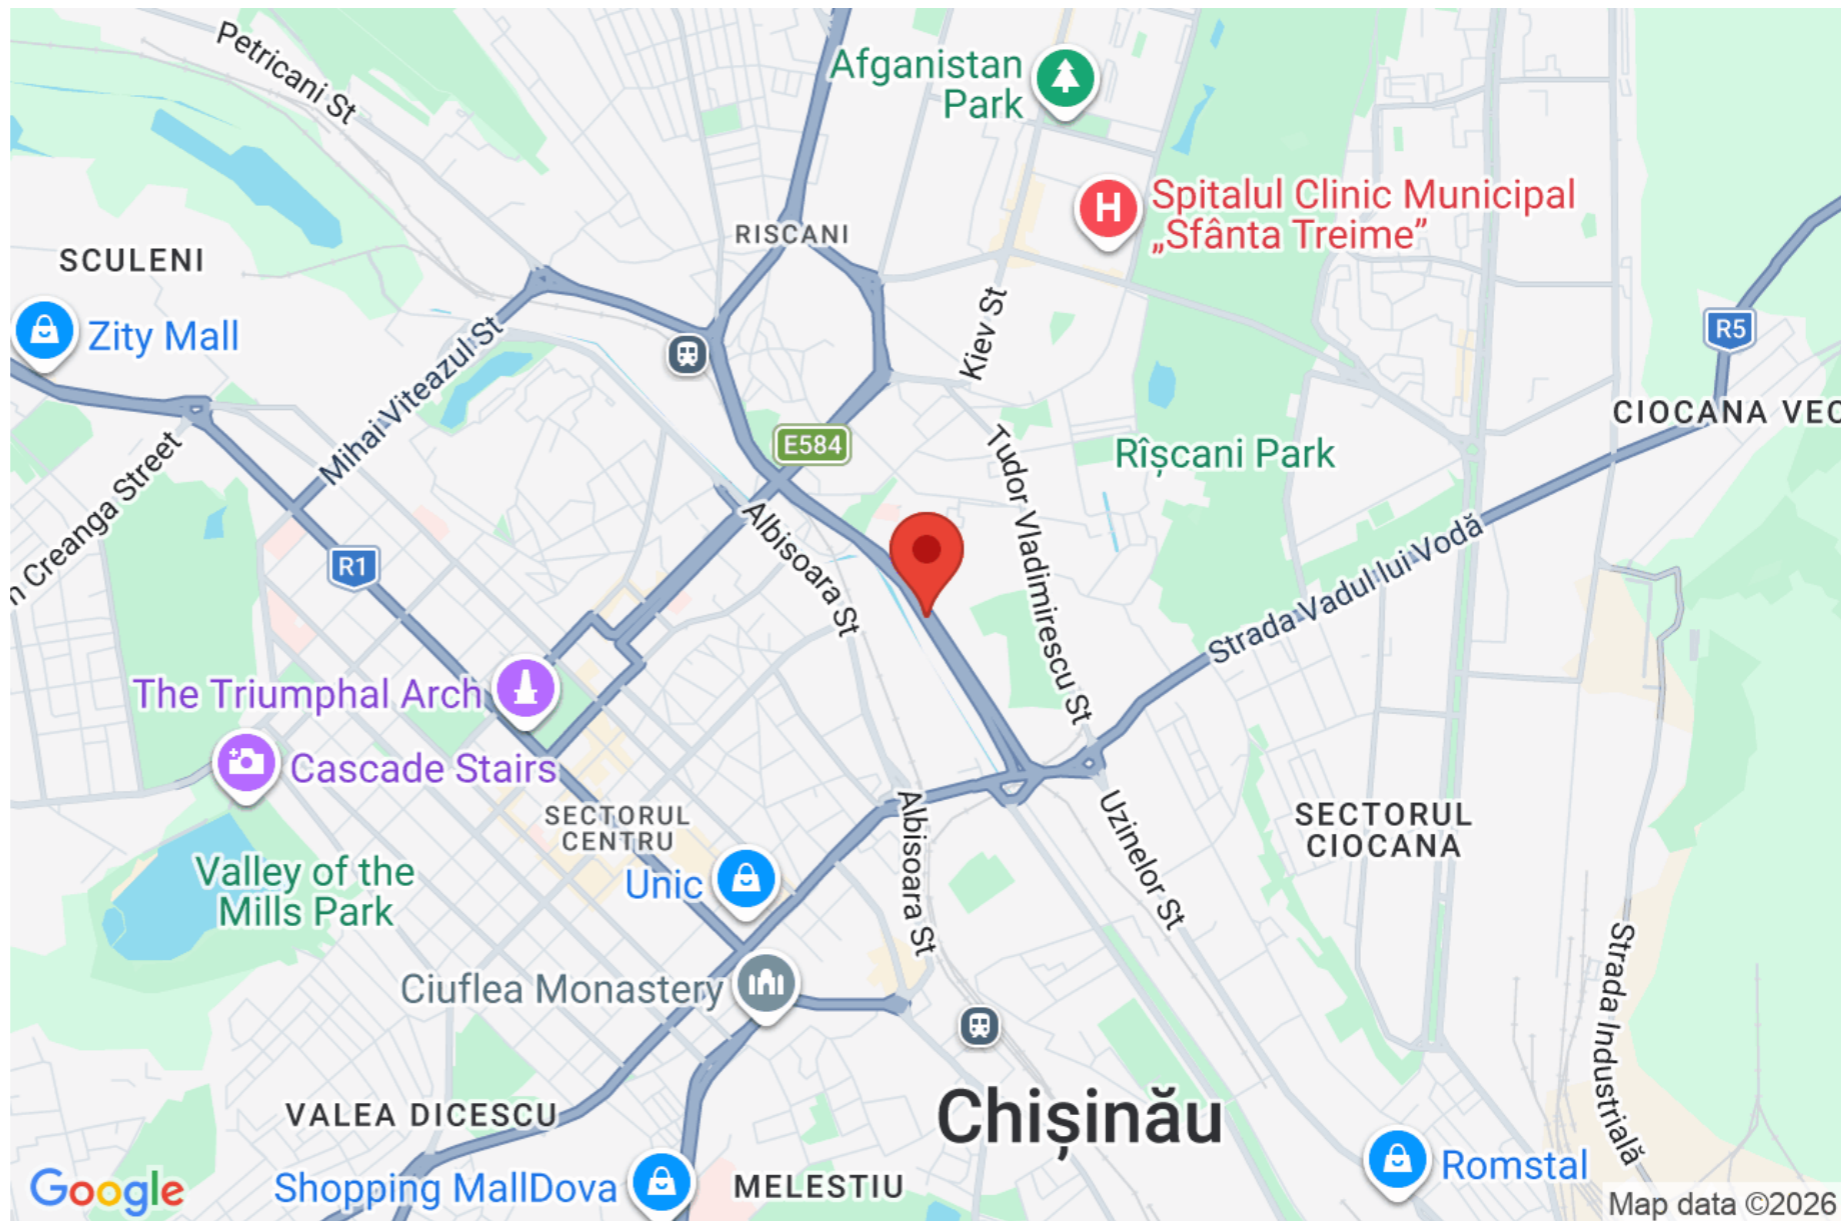 Petricani St
Afganistan
Park
Spitalul Clinic Municipal
„Sfânta Treime”
RISCANI
SCULENI
Zity Mall
Mihai Viteazul St
Kiev St
R5
CIOCANA VEC
E584
Rîșcani Park
n Creanga Street
Tudor Vladimirescu St
R1
Albisoara St
Strada Vadul lui Vodă
The Triumphal Arch
Cascade Stairs
SECTORUL
CENTRU
Albisoara St
Uzinelor St
SECTORUL
CIOCANA
Valley of the
Mills Park
Unic
Ciuflea Monastery
Strada Industrială
VALEA DICESCU
Chișinău
Romstal
Shopping MallDova
MELESTIU
Google
Map data ©2026
H